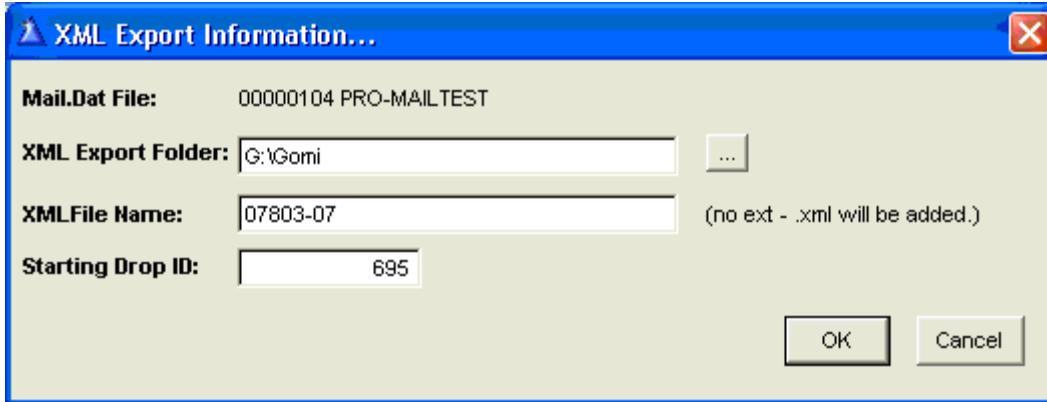 XML Export Information...
Mail.Dat File: 00000104 PRO-MAILTEST
XML Export Folder: G:\Gomi ...
XMLFile Name: 07803-07 (no ext - .xml will be added.)
Starting Drop ID: 695
OK Cancel